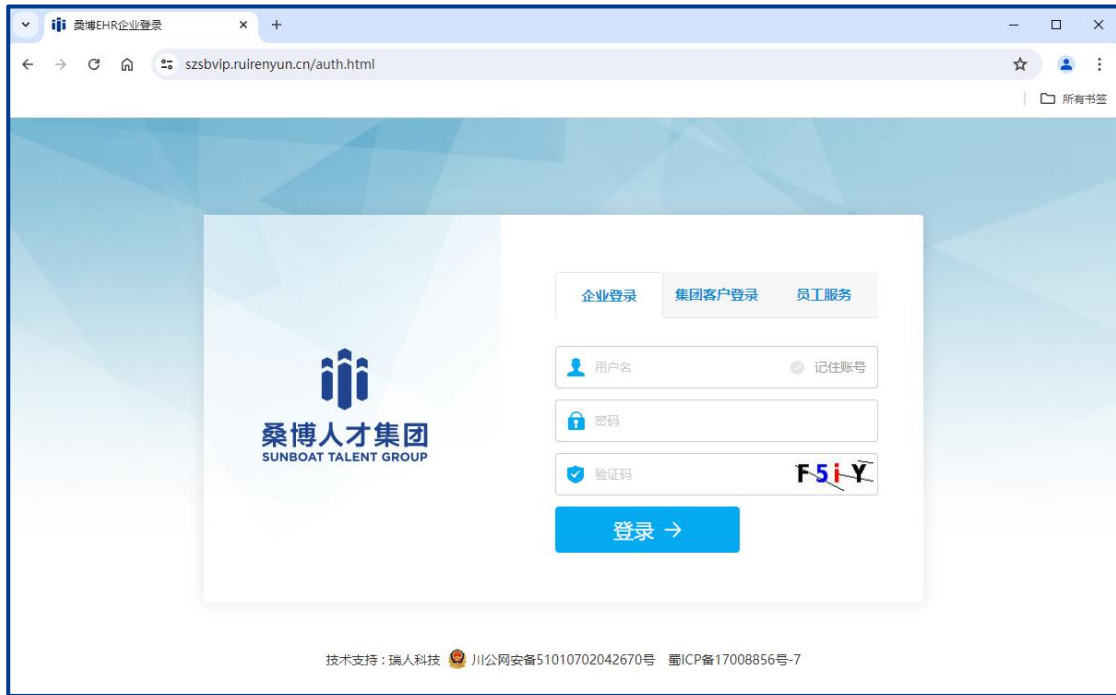 桑博EHR企业登录
szsbvip.ruirenyun.cn/auth.html
所有书签
企业登录 集团客户登录 员工服务
用户名 记住账号
密码
验证码 F5iY
登录
桑博人才集团
SUNBOAT TALENT GROUP
技术支持：瑞人科技 川公网安备51010702042670号 蜀ICP备17008856号-7